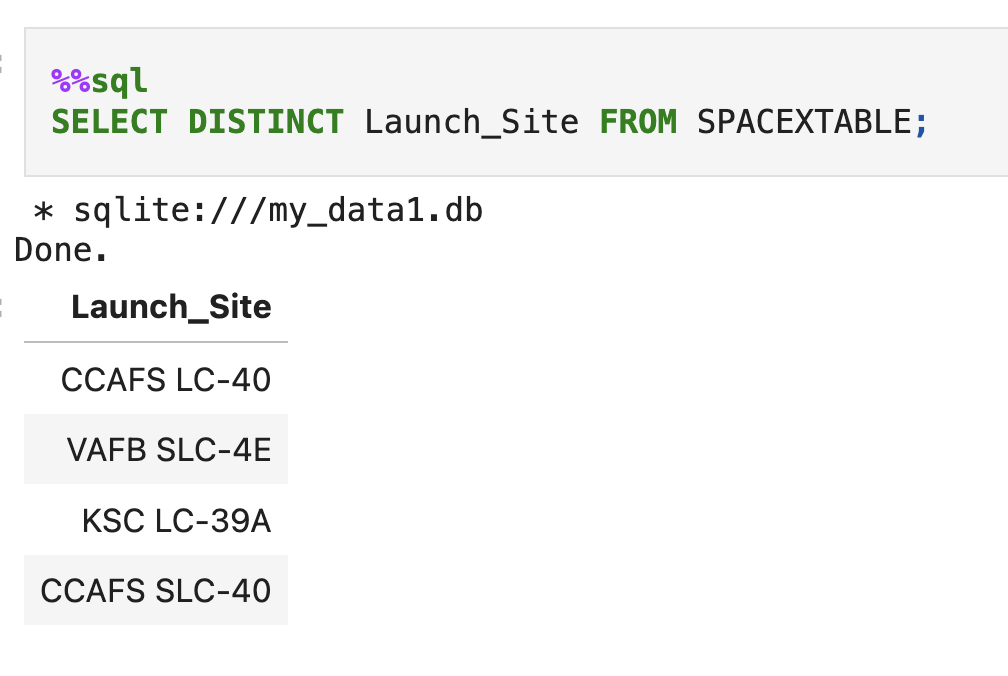 %%sql
SELECT DISTINCT Launch_Site FROM SPACEXTABLE;
* sqlite:///my_data1.db
Done.
Launch_Site
CCAFS LC-40
VAFB SLC-4E
KSC LC-39A
CCAFS SLC-40